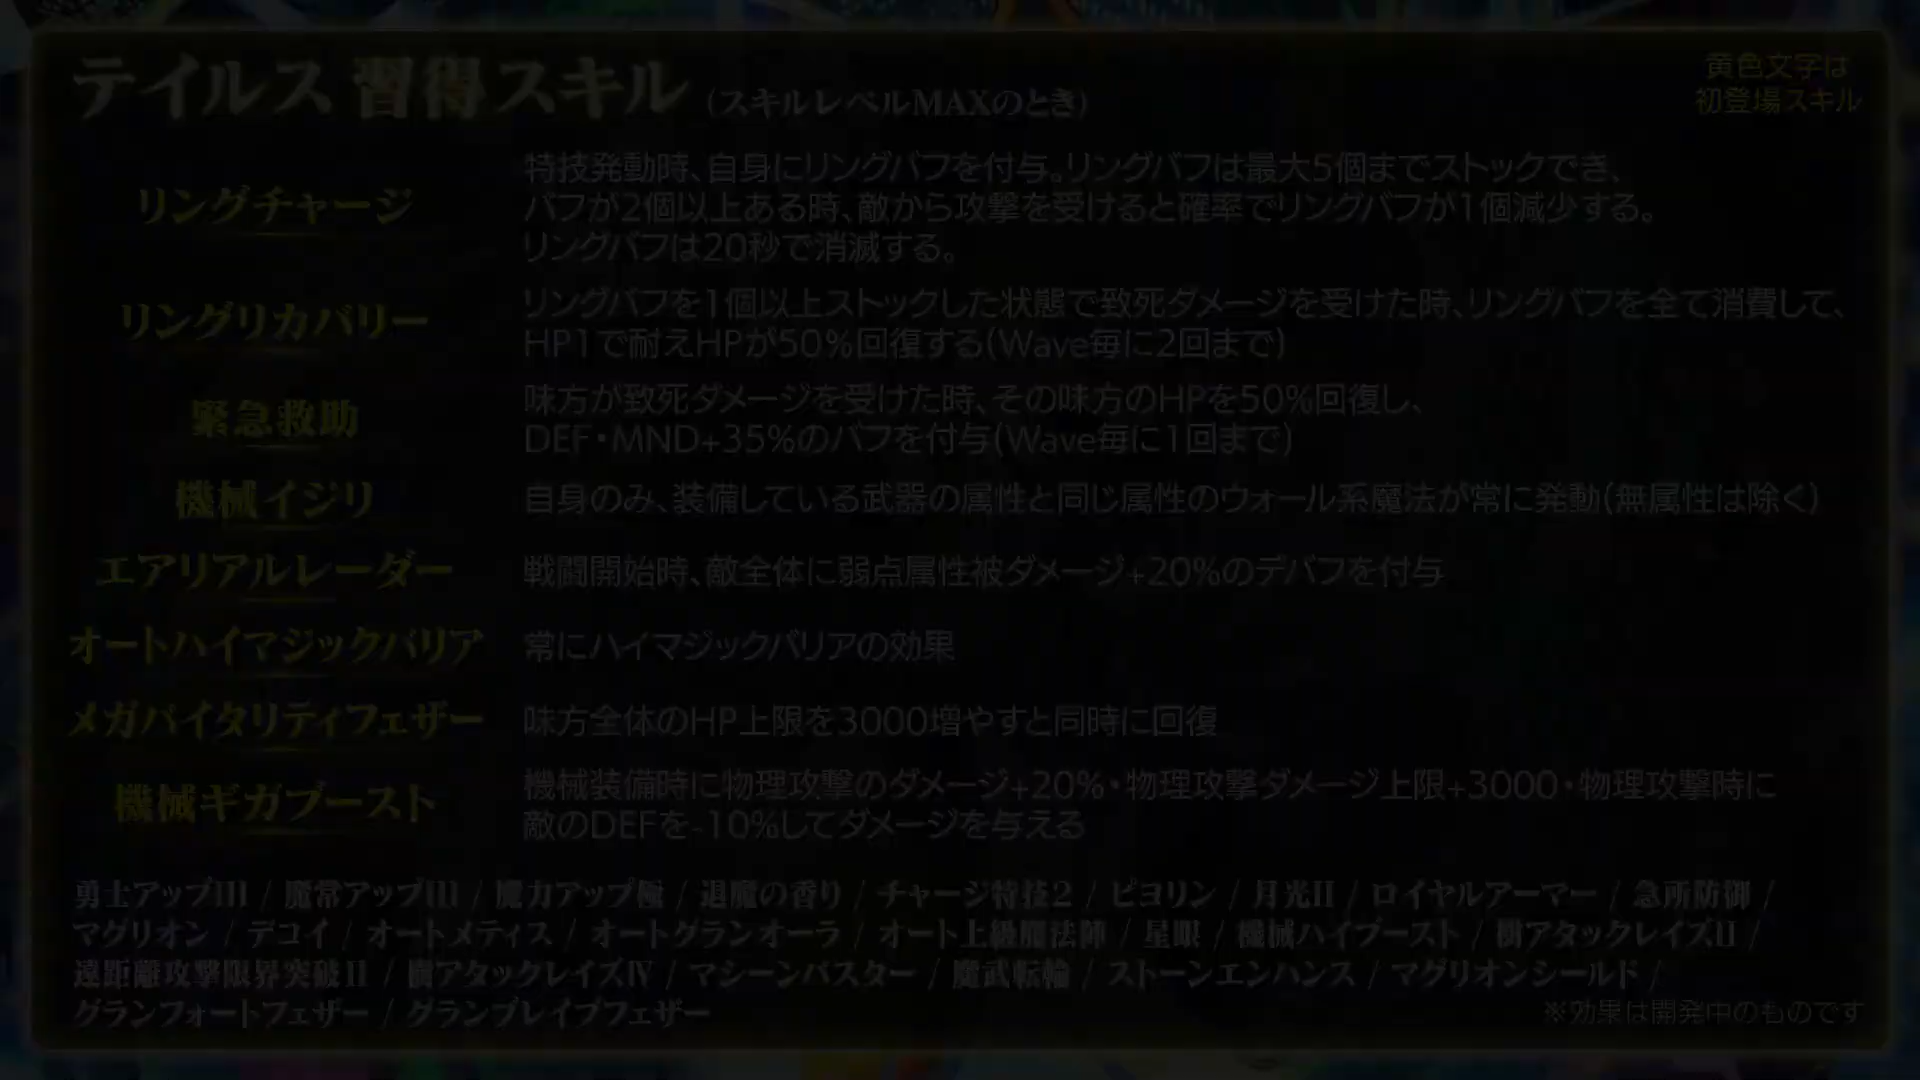 テイルス 習得スキル (スキルレベルMAXのとき)
黄色文字は
初登場スキル
リングチャージ
特技発動時、自身にリングバフを付与。リングバフは最大5個までストックでき、
バフが2個以上ある時、敵から攻撃を受けると確率でリングバフが1個減少する。
リングバフは20秒で消滅する。
リングリカバリー
リングバフを1個以上ストックした状態で致死ダメージを受けた時、リングバフを全て消費して、
HP1で耐えHPが50%回復する(Wave毎に2回まで)
緊急救助
味方が致死ダメージを受けた時、その味方のHPを50%回復し、
DEF・MND+35%のバフを付与(Wave毎に1回まで)
機械イジリ
自身のみ、装備している武器の属性と同じ属性のウォール系魔法が常に発動(無属性は除く)
エアリアルレーダー
戦闘開始時、敵全体に弱点属性被ダメージ+20%のデバフを付与
オートハイマジックバリア
常にハイマジックバリアの効果
メガバイタリティフェザー
味方全体のHP上限を3000増やすと同時に回復
機械ギガブースト
機械装備時に物理攻撃のダメージ+20%・物理攻撃ダメージ上限+3000・物理攻撃時に
敵のDEFを-10%してダメージを与える
勇士アップIII / 魔常アップIII / 魔力アップ極 / 退魔の香り / チャージ特技2 / ピヨリン / 月光II / ロイヤルアーマー / 急所防御 /
マグリオン / デコイ / オートメティス / オートグランオーラ / オート上級魔法師 / 星眼 / 機械ハイブースト / 樹アタックレイズII /
遠距離攻撃限界突破II / 樹アタックレイズIV / マシーンバスター / 魔武転輪 / ストーンエンハンス / マグリオンシールド /
グランフォートフェザー / グランブレイブフェザー
※効果は開発中のものです